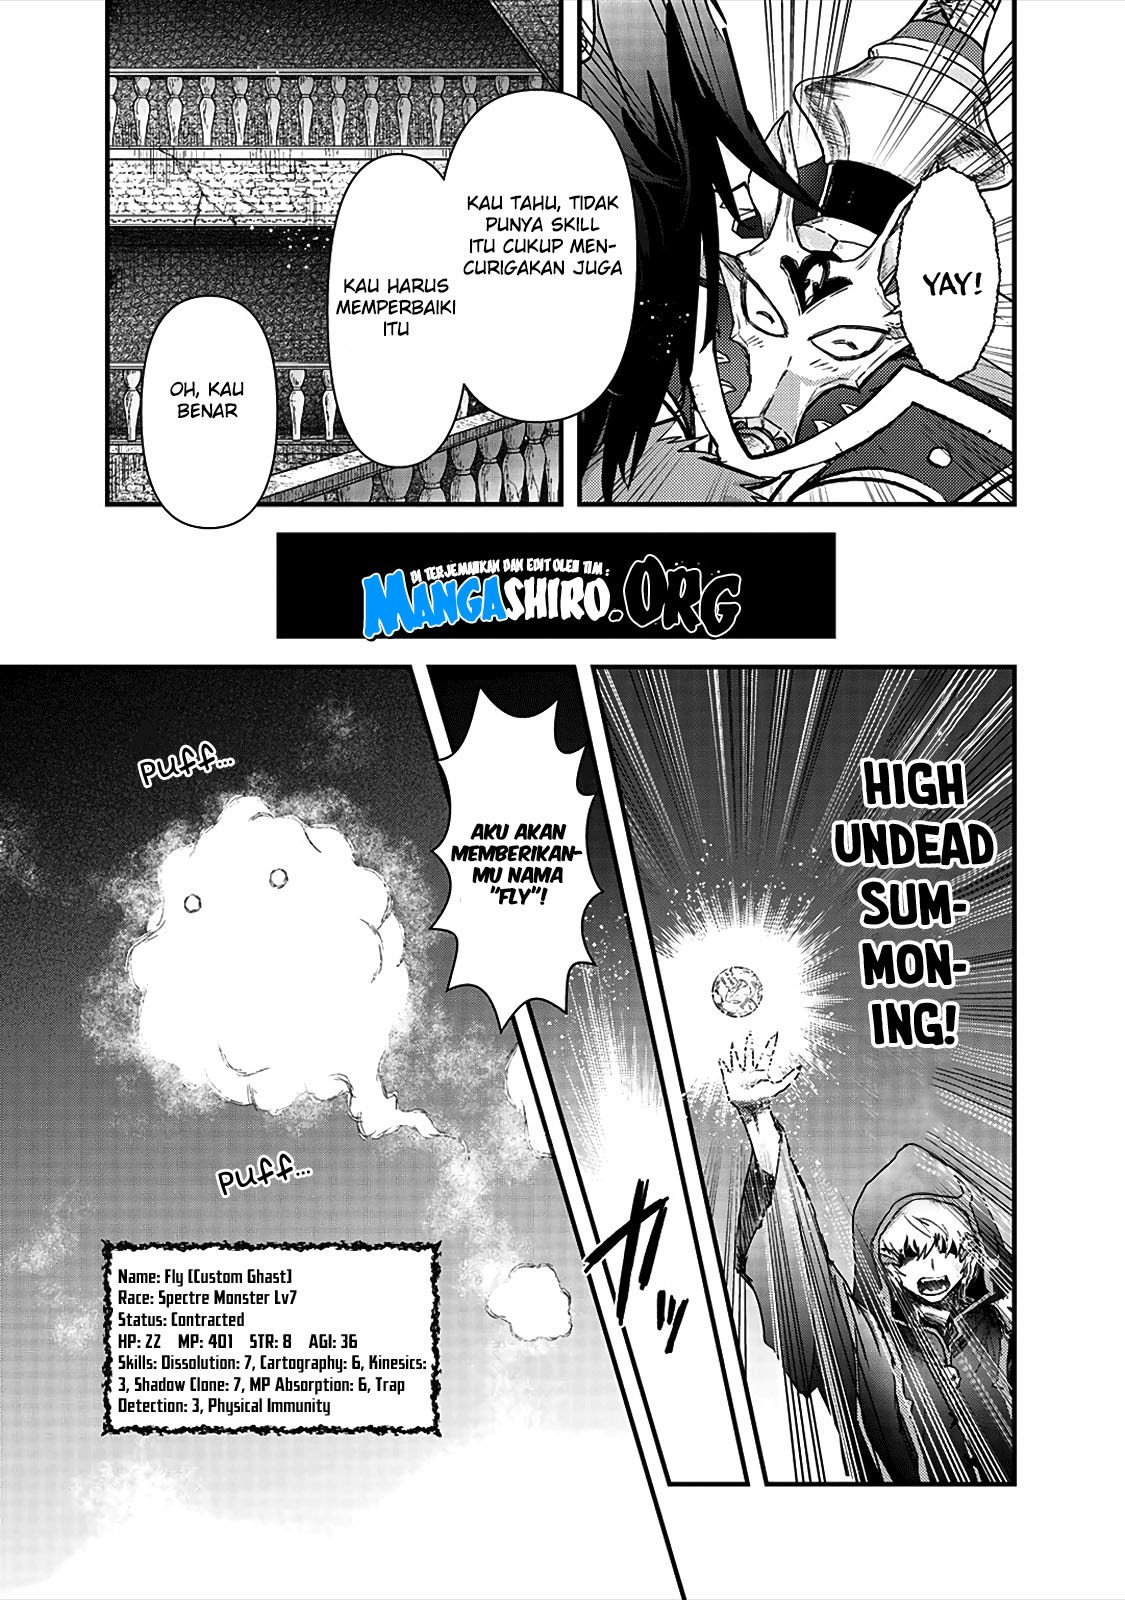 YAY!
KAU TAHU, TIDAK
PUNYA SKILL
ITU CUKUP MEN-
CURIGAKAN JUGA
KAU HARUS
MEMPERBAIKI
ITU
OH, KAU
BENAR
DI TERJEMAHKAN DAN EDIT OLEH TIM :
MANGASHIRO.ORG
HIGH
UNDEAD
SUM-
MON-
ING!
カッ
AKU AKAN
MEMBERIKAN-
MU NAMA
"FLY"!
puff...
puff...
Name: Fly [Custom Ghast]
Race: Spectre Monster Lv7
Status: Contracted
HP: 22 MP: 401 STR: 8 AGI: 36
Skills: Dissolution: 7, Cartography: 6, Kinesics:
3, Shadow Clone: 7, MP Absorption: 6, Trap
Detection: 3, Physical Immunity